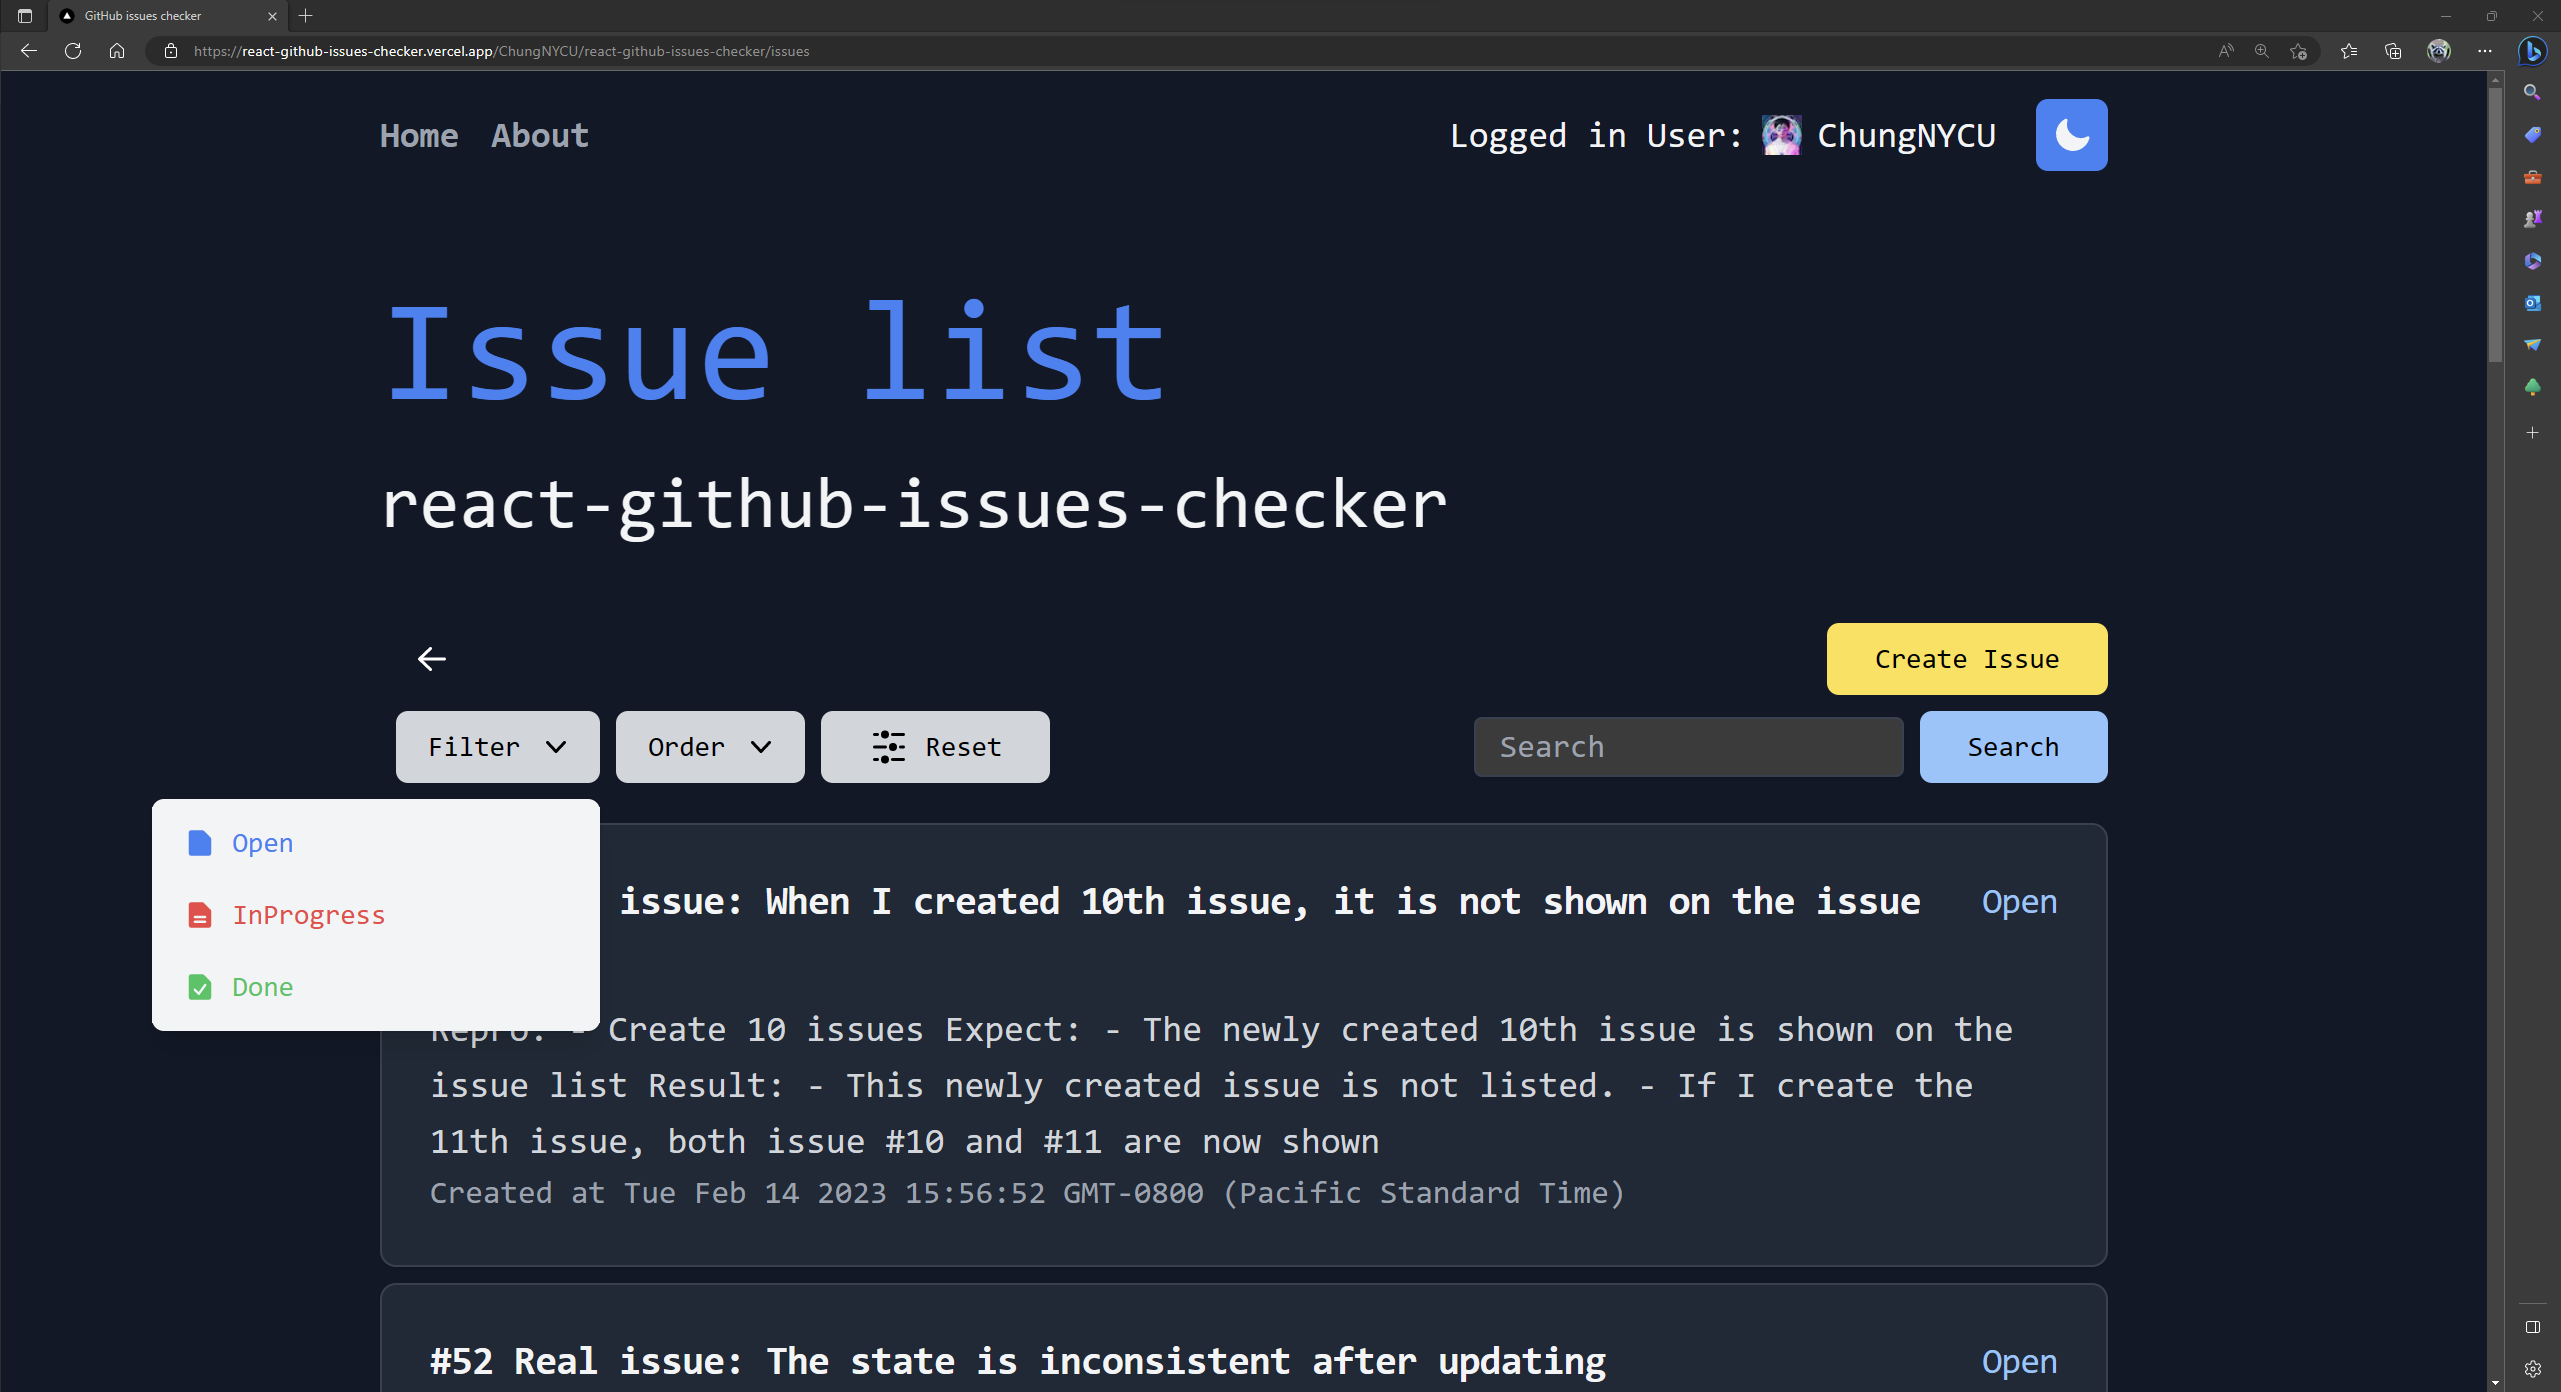 GitHub issues checker
https://react-github-issues-checker.vercel.app/ChungNYCU/react-github-issues-checker/issues
Home About Logged in User: ChungNYCU
Issue list
react-github-issues-checker
Create Issue
Filter Order Reset Search Search
Open
InProgress
Done
issue: When I created 10th issue, it is not shown on the issue Open
Repro: - Create 10 issues Expect: - The newly created 10th issue is shown on the
issue list Result: - This newly created issue is not listed. - If I create the
11th issue, both issue #10 and #11 are now shown
Created at Tue Feb 14 2023 15:56:52 GMT-0800 (Pacific Standard Time)
#52 Real issue: The state is inconsistent after updating Open